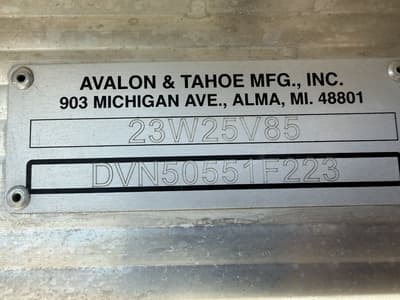 AVALON & TAHOE MFG., INC.
903 MICHIGAN AVE., ALMA, MI. 48801
23W25V85
DVN50551F223